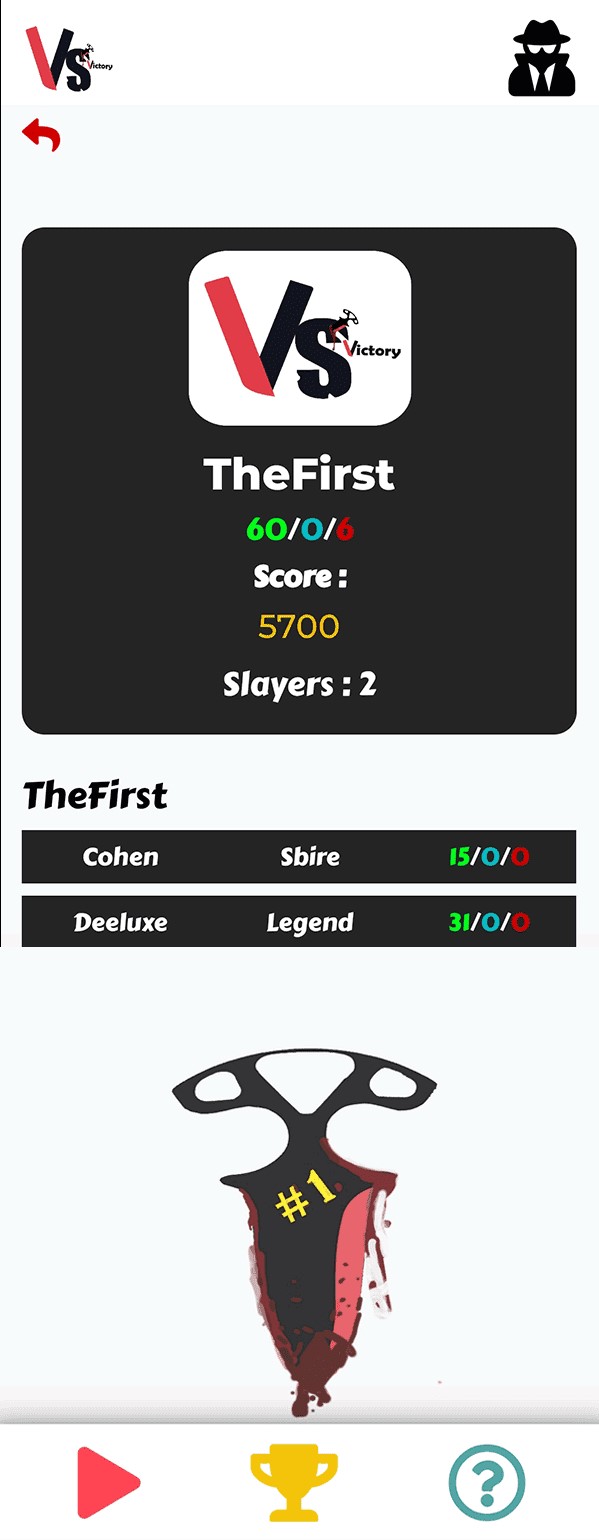 Vs Victory
Vs Victory
TheFirst
60/0/6
Score :
5700
Slayers : 2
TheFirst
Cohen Sbire 15/0/0
Deeluxe Legend 31/0/0
#1
?